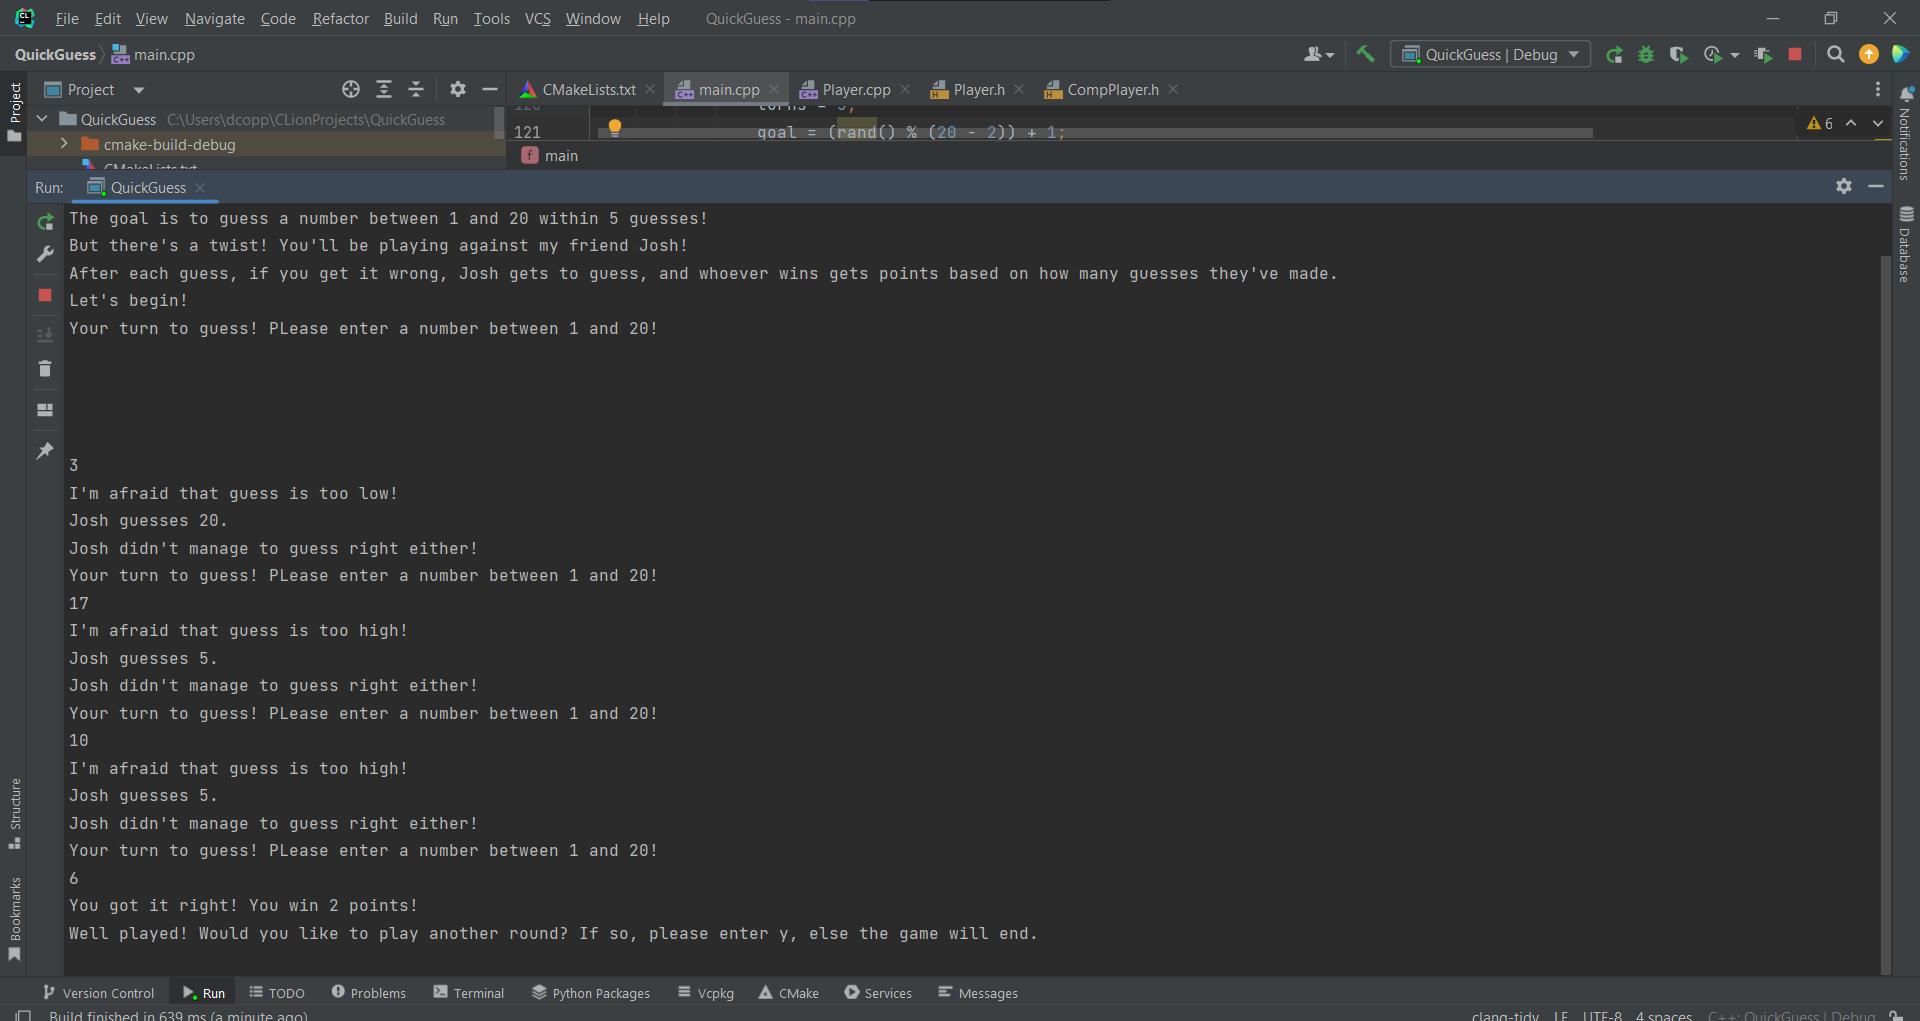 File Edit View Navigate Code Refactor Build Run Tools VCS Window Help QuickGuess - main.cpp
QuickGuess main.cpp QuickGuess | Debug
Project CMakeLists.txt main.cpp Player.cpp Player.h CompPlayer.h
QuickGuess C:\Users\dcopp\CLionProjects\QuickGuess
cmake-build-debug
CMakeLists.txt
120 turns = 5;
121 goal = (rand() % (20 - 2)) + 1;
6
main
Run: QuickGuess
The goal is to guess a number between 1 and 20 within 5 guesses!
But there's a twist! You'll be playing against my friend Josh!
After each guess, if you get it wrong, Josh gets to guess, and whoever wins gets points based on how many guesses they've made.
Let's begin!
Your turn to guess! PLease enter a number between 1 and 20!
3
I'm afraid that guess is too low!
Josh guesses 20.
Josh didn't manage to guess right either!
Your turn to guess! PLease enter a number between 1 and 20!
17
I'm afraid that guess is too high!
Josh guesses 5.
Josh didn't manage to guess right either!
Your turn to guess! PLease enter a number between 1 and 20!
10
I'm afraid that guess is too high!
Josh guesses 5.
Josh didn't manage to guess right either!
Your turn to guess! PLease enter a number between 1 and 20!
6
You got it right! You win 2 points!
Well played! Would you like to play another round? If so, please enter y, else the game will end.
Project
Structure
Bookmarks
Notifications
Database
Version Control Run TODO Problems Terminal Python Packages Vcpkg CMake Services Messages
Build finished in 639 ms (a minute ago) clang-tidy LF UTF-8 4 spaces C++: QuickGuess | Debug